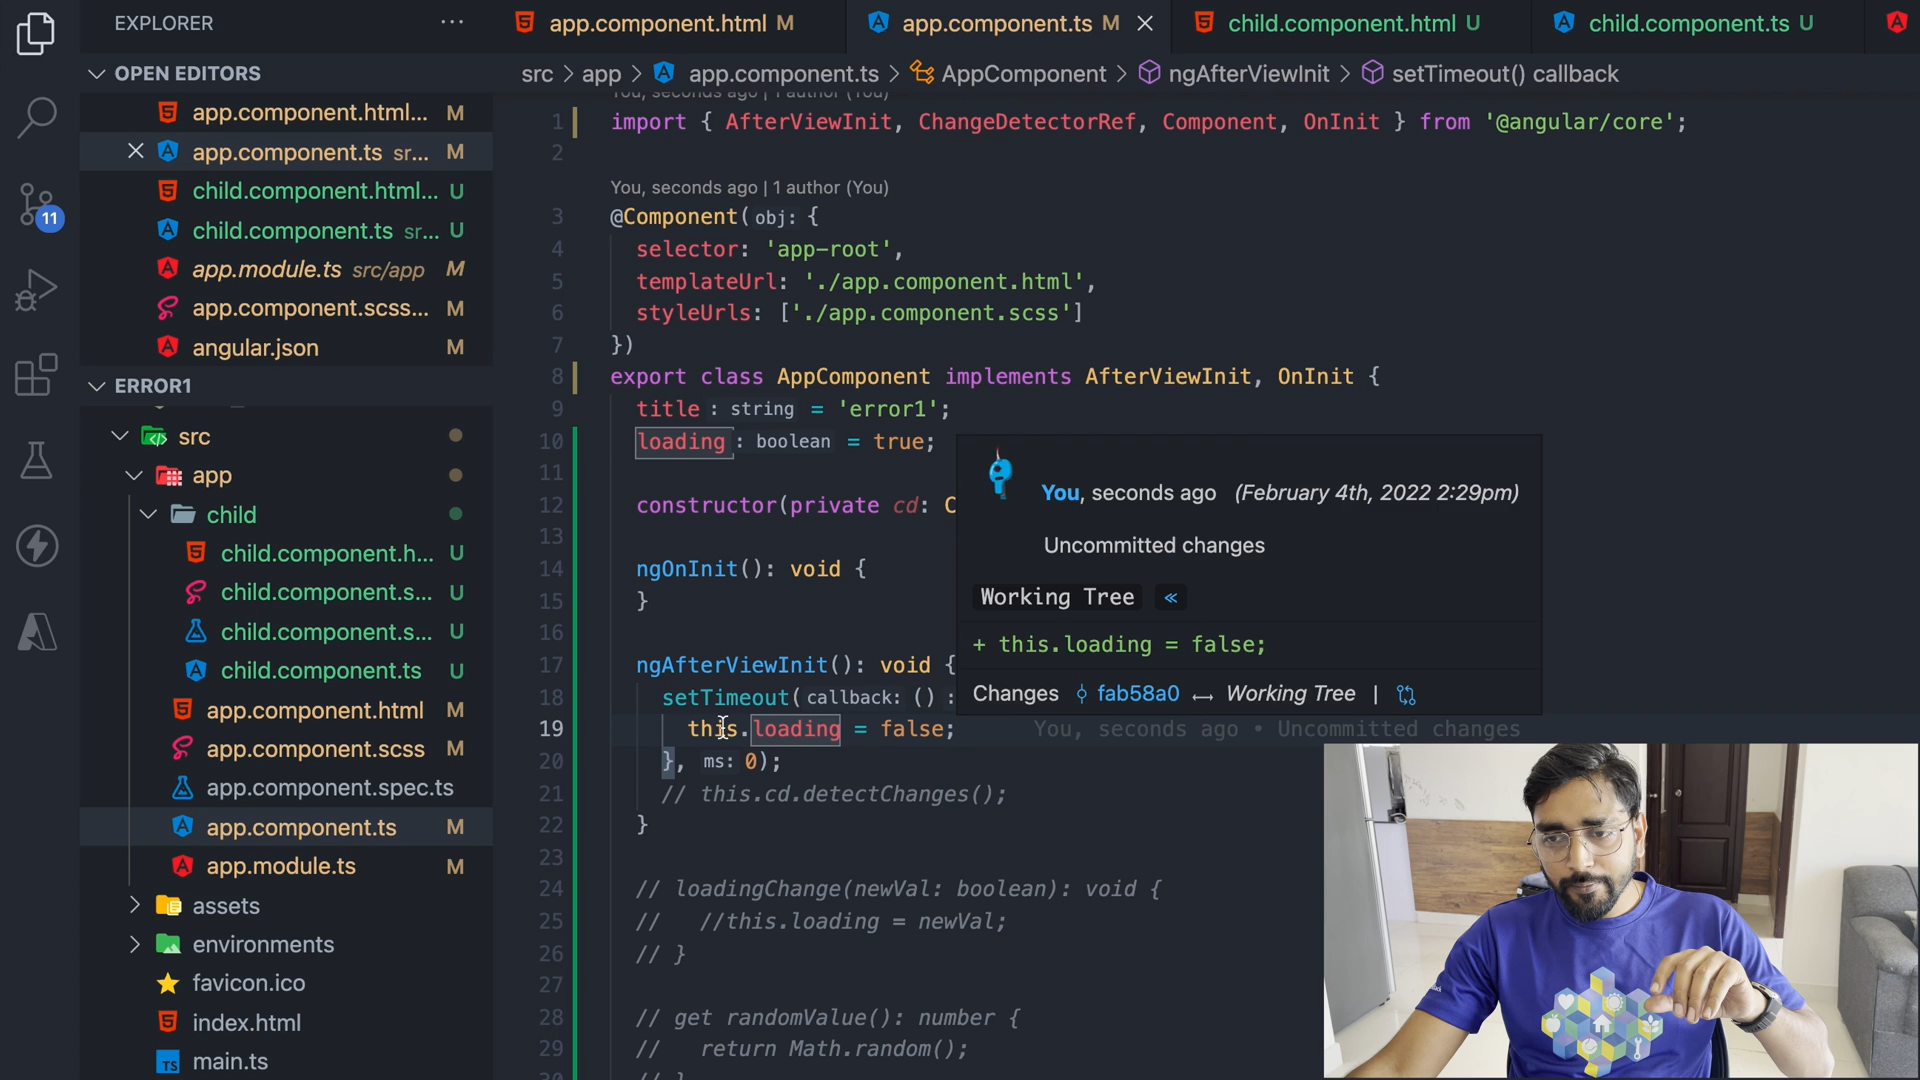 EXPLORER
OPEN EDITORS
app.component.html... M
app.component.ts sr... M
child.component.html... U
child.component.ts sr... U
app.module.ts src/app M
app.component.scss... M
angular.json M
ERROR1
src
app
child
child.component.h... U
child.component.s... U
child.component.s... U
child.component.ts U
app.component.html M
app.component.scss M
app.component.spec.ts
app.component.ts M
app.module.ts M
assets
environments
favicon.ico
index.html
TS main.ts
11
app.component.html M
app.component.ts M
child.component.html U
child.component.ts U
src > app > app.component.ts > AppComponent > ngAfterViewInit > setTimeout() callback
You, seconds ago | 1 author (You)
1 import { AfterViewInit, ChangeDetectorRef, Component, OnInit } from '@angular/core';
2
You, seconds ago | 1 author (You)
3 @Component( obj: {
4 selector: 'app-root',
5 templateUrl: './app.component.html',
6 styleUrls: ['./app.component.scss']
7 })
8 export class AppComponent implements AfterViewInit, OnInit {
9 title : string = 'error1';
10 loading : boolean = true;
11
12 constructor(private cd: C
13
14 ngOnInit(): void {
15 }
16
17 ngAfterViewInit(): void {
18 setTimeout( callback: () :
19 this.loading = false; You, seconds ago • Uncommitted changes
20 }, ms: 0);
21 // this.cd.detectChanges();
22 }
23
24 // loadingChange(newVal: boolean): void {
25 // //this.loading = newVal;
26 // }
27
28 // get randomValue(): number {
29 // return Math.random();
You, seconds ago (February 4th, 2022 2:29pm)
Uncommitted changes
Working Tree «
+ this.loading = false;
Changes fab58a0 ⟷ Working Tree |